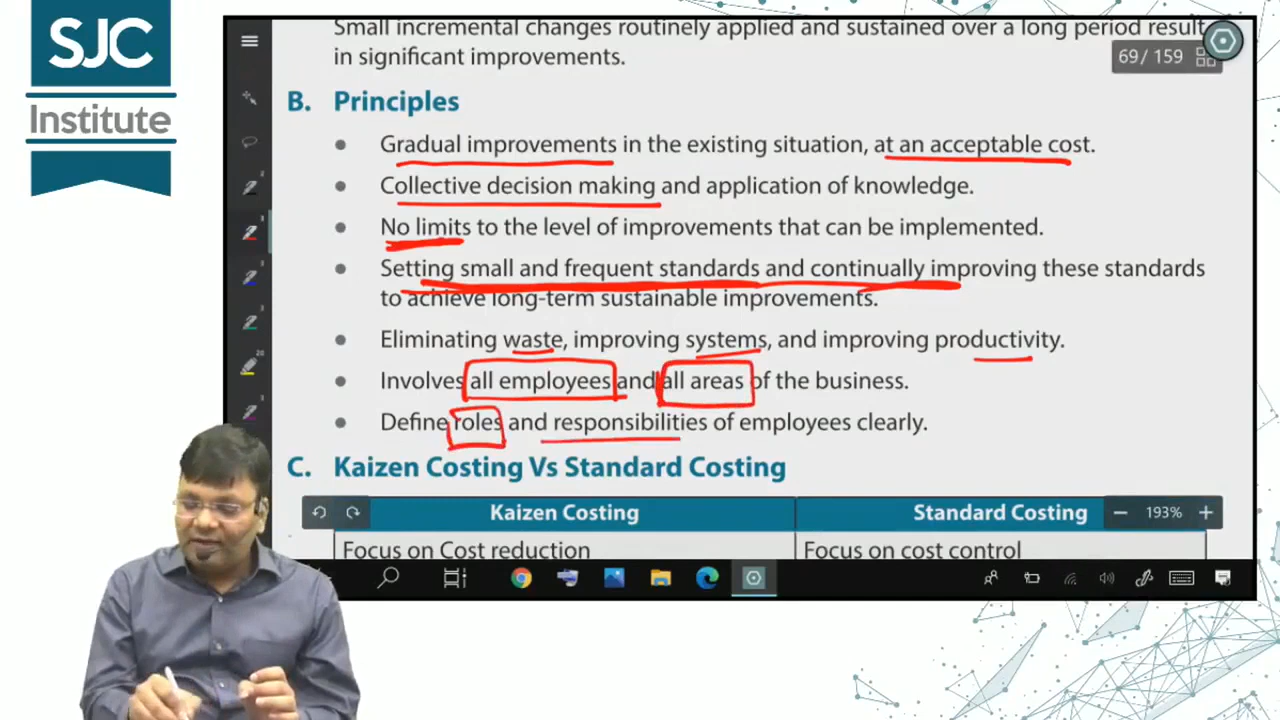 SJC
Institute
Small incremental changes routinely applied and sustained over a long period result
in significant improvements.
69 / 159
B. Principles
• Gradual improvements in the existing situation, at an acceptable cost.
• Collective decision making and application of knowledge.
• No limits to the level of improvements that can be implemented.
• Setting small and frequent standards and continually improving these standards
to achieve long-term sustainable improvements.
• Eliminating waste, improving systems, and improving productivity.
• Involves all employees and all areas of the business.
• Define roles and responsibilities of employees clearly.
C. Kaizen Costing Vs Standard Costing
Kaizen Costing Standard Costing
193%
Focus on Cost reduction Focus on cost control